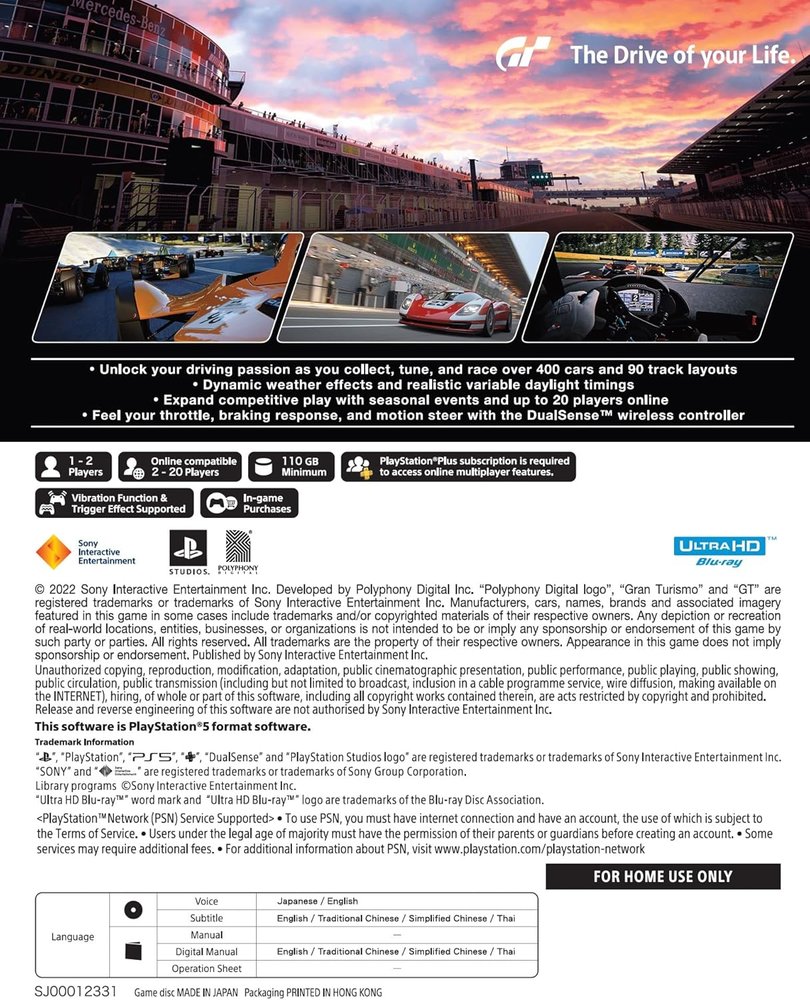 Mercedes-Benz
DUNLOP
GT The Drive of your Life.
• Unlock your driving passion as you collect, tune, and race over 400 cars and 90 track layouts
• Dynamic weather effects and realistic variable daylight timings
• Expand competitive play with seasonal events and up to 20 players online
• Feel your throttle, braking response, and motion steer with the DualSense™ wireless controller
1 - 2
Players
Online compatible
2 - 20 Players
110 GB
Minimum
PlayStation®Plus subscription is required
to access online multiplayer features.
Vibration Function &
Trigger Effect Supported
In-game
Purchases
Sony
Interactive
Entertainment
STUDIOS.
POLYPHONY
DIGITAL
®
ULTRA HD ™
Blu-ray
© 2022 Sony Interactive Entertainment Inc. Developed by Polyphony Digital Inc. “Polyphony Digital logo”, “Gran Turismo” and “GT” are
registered trademarks or trademarks of Sony Interactive Entertainment Inc. Manufacturers, cars, names, brands and associated imagery
featured in this game in some cases include trademarks and/or copyrighted materials of their respective owners. Any depiction or recreation
of real-world locations, entities, businesses, or organizations is not intended to be or imply any sponsorship or endorsement of this game by
such party or parties. All rights reserved. All trademarks are the property of their respective owners. Appearance in this game does not imply
sponsorship or endorsement. Published by Sony Interactive Entertainment Inc.
Unauthorized copying, reproduction, modification, adaptation, public cinematographic presentation, public performance, public playing, public showing,
public circulation, public transmission (including but not limited to broadcast, inclusion in a cable programme service, wire diffusion, making available on
the INTERNET), hiring, of whole or part of this software, including all copyright works contained therein, are acts restricted by copyright and prohibited.
Release and reverse engineering of this software are not authorised by Sony Interactive Entertainment Inc.
This software is PlayStation®5 format software.
Trademark Information
“ ”, “PlayStation”, “PS5”, “ ”, “DualSense” and “PlayStation Studios logo” are registered trademarks or trademarks of Sony Interactive Entertainment Inc.
“SONY” and “ ” are registered trademarks or trademarks of Sony Group Corporation.
Library programs ©Sony Interactive Entertainment Inc.
“Ultra HD Blu-ray™” word mark and “Ultra HD Blu-ray™” logo are trademarks of the Blu-ray Disc Association.
<PlayStation™Network (PSN) Service Supported> • To use PSN, you must have internet connection and have an account, the use of which is subject to
the Terms of Service. • Users under the legal age of majority must have the permission of their parents or guardians before creating an account. • Some
services may require additional fees. • For additional information about PSN, visit www.playstation.com/playstation-network
FOR HOME USE ONLY
Language
Voice Japanese / English
Subtitle English / Traditional Chinese / Simplified Chinese / Thai
Manual —
Digital Manual English / Traditional Chinese / Simplified Chinese / Thai
Operation Sheet —
SJ00012331 Game disc MADE IN JAPAN Packaging PRINTED IN HONG KONG